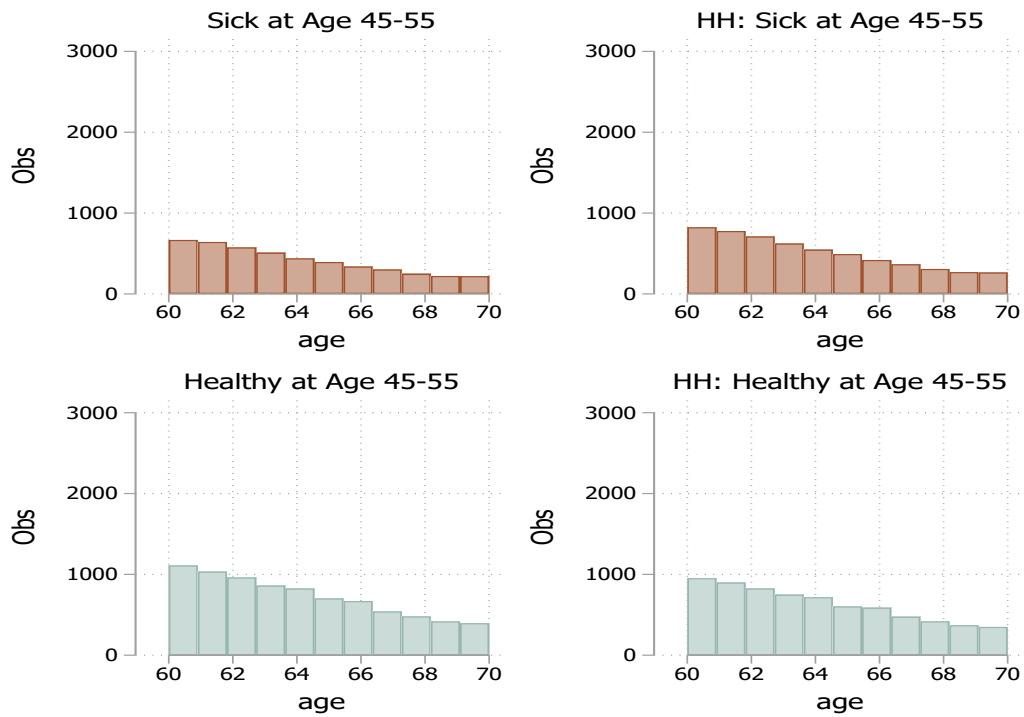 Sick at Age 45-55
3000
2000
1000
0
Obs
60 62 64 66 68 70
age
HH: Sick at Age 45-55
3000
2000
1000
0
Obs
60 62 64 66 68 70
age
Healthy at Age 45-55
3000
2000
1000
0
Obs
60 62 64 66 68 70
age
HH: Healthy at Age 45-55
3000
2000
1000
0
Obs
60 62 64 66 68 70
age